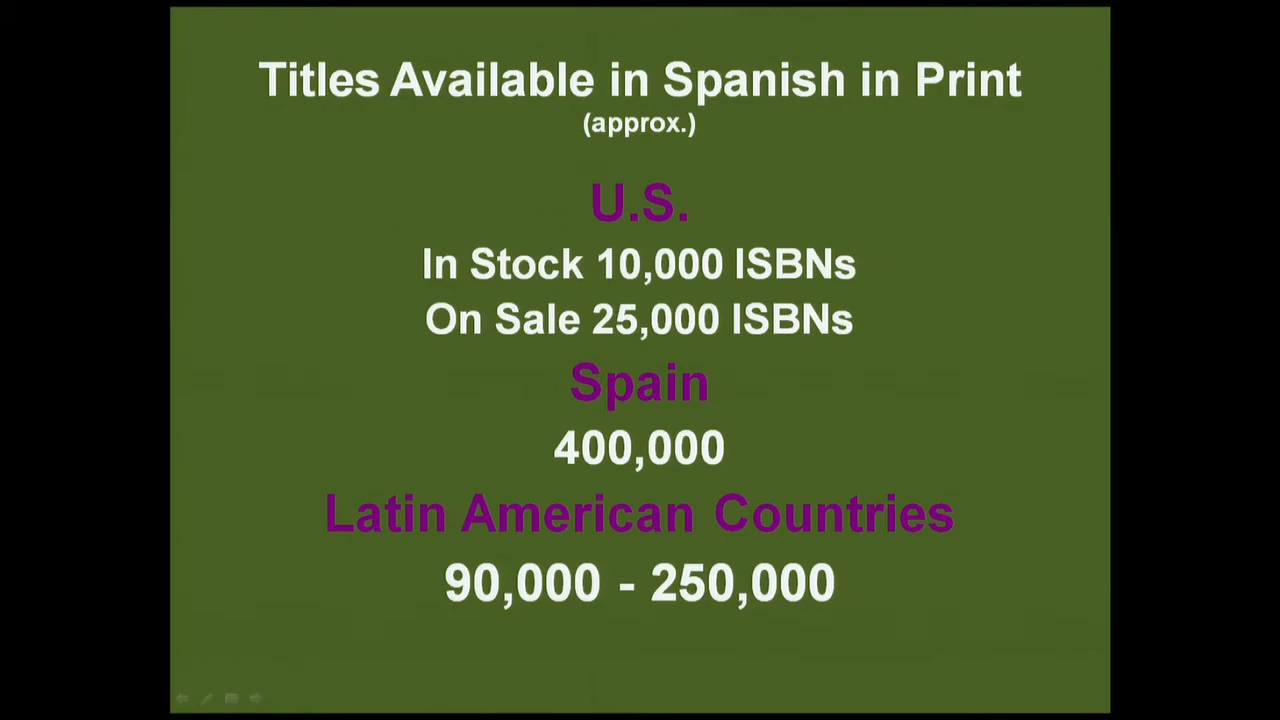 Titles Available in Spanish in Print
(approx.)
U.S.
In Stock 10,000 ISBNs
On Sale 25,000 ISBNs
Spain
400,000
Latin American Countries
90,000 - 250,000